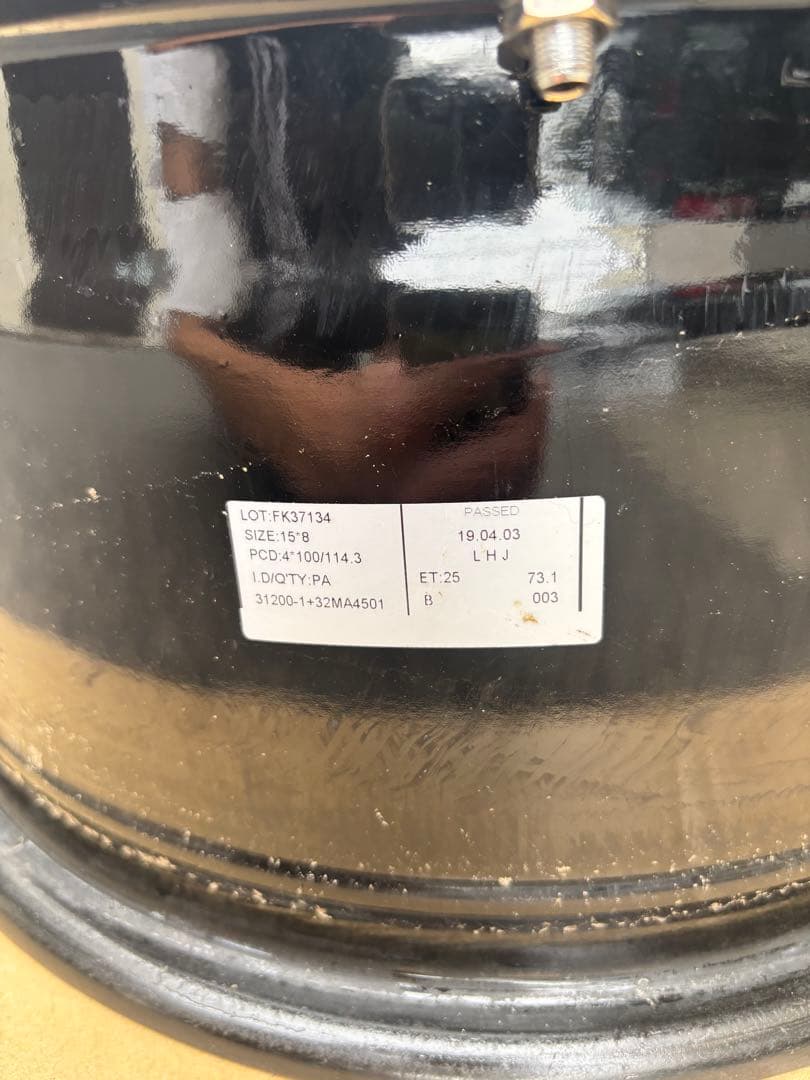 LOT:FK37134
SIZE:15*8
PCD:4*100/114.3
I.D/Q'TY:PA
31200-1+32MA4501
PASSED
19.04.03
L H J
ET:25 73.1
B 003